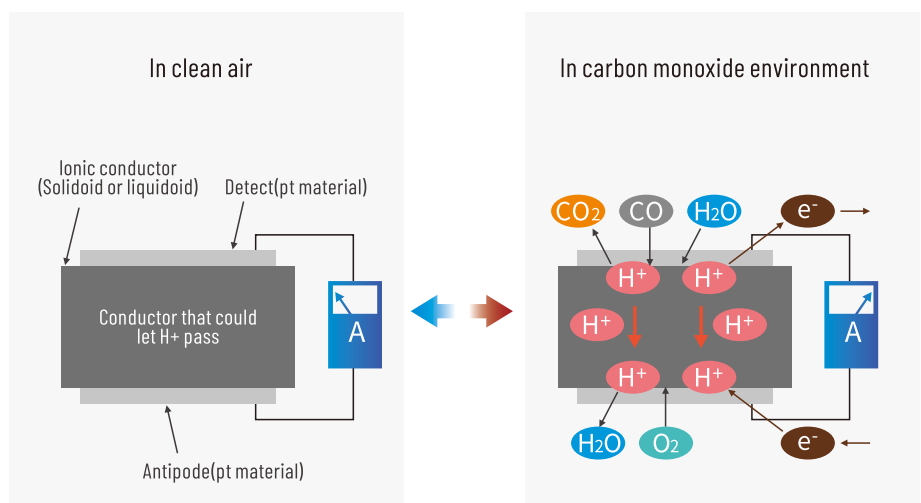 In clean air
Ionic conductor
(Solidoid or liquidoid)
Detect(pt material)
Conductor that could
let H+ pass
A
Antipode(pt material)
In carbon monoxide environment
CO₂
CO
H₂O
e⁻
H⁺
H⁺
H⁺
H⁺
A
H⁺
H⁺
H₂O
O₂
e⁻